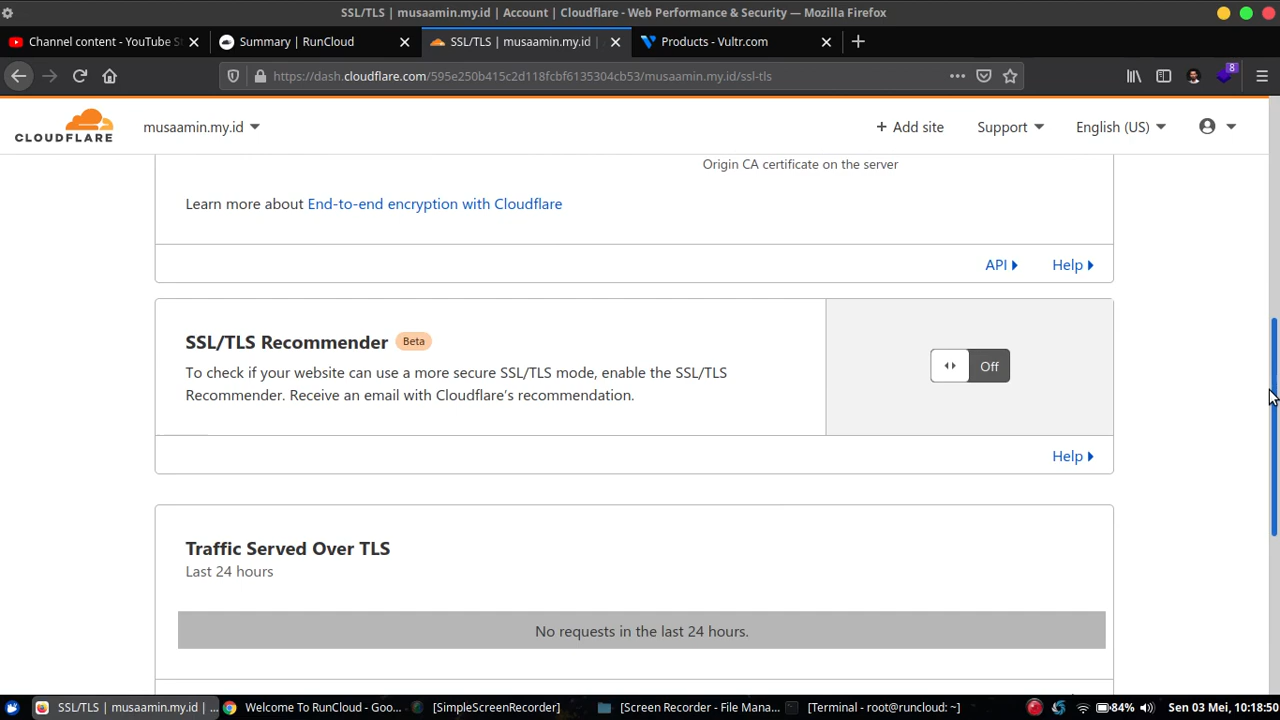 SSL/TLS | musaamin.my.id | Account | Cloudflare - Web Performance & Security — Mozilla Firefox
Channel content - YouTube S
Summary | RunCloud
SSL/TLS | musaamin.my.id |
Products - Vultr.com
https://dash.cloudflare.com/595e250b415c2d118fcbf6135304cb53/musaamin.my.id/ssl-tls
8
CLOUDFLARE
musaamin.my.id
+ Add site
Support
English (US)
Origin CA certificate on the server
Learn more about End-to-end encryption with Cloudflare
API
Help
SSL/TLS Recommender Beta
To check if your website can use a more secure SSL/TLS mode, enable the SSL/TLS
Recommender. Receive an email with Cloudflare's recommendation.
Off
Help
Traffic Served Over TLS
Last 24 hours
No requests in the last 24 hours.
SSL/TLS | musaamin.my.id | ...
Welcome To RunCloud - Goo...
[SimpleScreenRecorder]
[Screen Recorder - File Mana...
[Terminal - root@runcloud: ~]
84%
Sen 03 Mei, 10:18:50